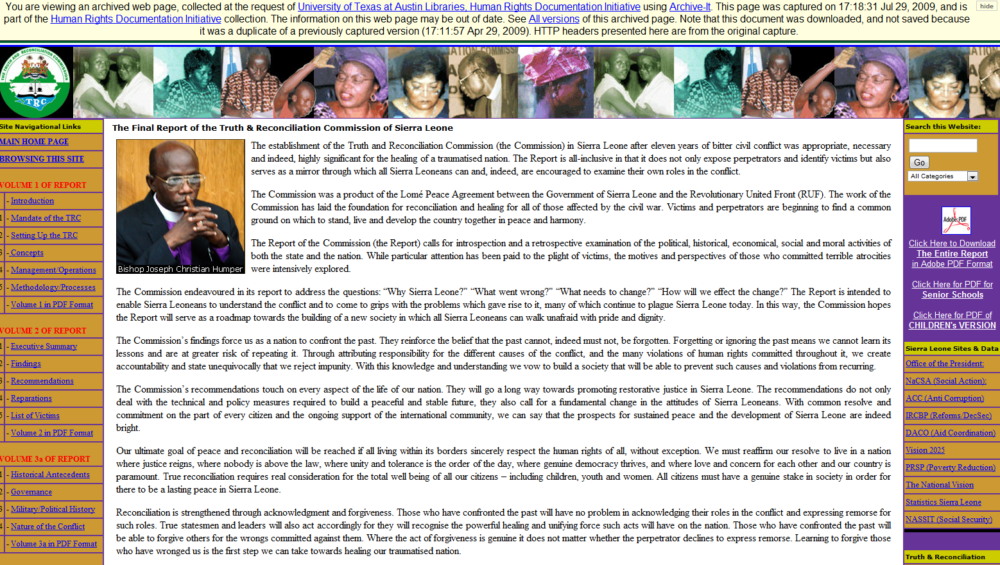 You are viewing an archived web page, collected at the request of University of Texas at Austin Libraries, Human Rights Documentation Initiative using Archive-It. This page was captured on 17:18:31 Jul 29, 2009, and is
part of the Human Rights Documentation Initiative collection. The information on this web page may be out of date. See All versions of this archived page. Note that this document was downloaded, and not saved because
it was a duplicate of a previously captured version (17:11:57 Apr 29, 2009). HTTP headers presented here are from the original capture.
hide
THE TRUTH AND RECONCILIATION COMMISSION
TRC
Site Navigational Links
MAIN HOME PAGE
BROWSING THIS SITE
VOLUME 1 OF REPORT
- Introduction
1 - Mandate of the TRC
2 - Setting Up the TRC
3 - Concepts
4 - Management/Operations
5 - Methodology/Processes
- Volume 1 in PDF Format
VOLUME 2 OF REPORT
1 - Executive Summary
2 - Findings
3 - Recommendations
4 - Reparations
5 - List of Victims
- Volume 2 in PDF Format
VOLUME 3a OF REPORT
1 - Historical Antecedents
2 - Governance
3 - Military/Political History
4 - Nature of the Conflict
- Volume 3a in PDF Format
The Final Report of the Truth & Reconciliation Commission of Sierra Leone
Bishop Joseph Christian Humper
The establishment of the Truth and Reconciliation Commission (the Commission) in Sierra Leone after eleven years of bitter civil conflict was appropriate, necessary
and indeed, highly significant for the healing of a traumatised nation. The Report is all-inclusive in that it does not only expose perpetrators and identify victims but also
serves as a mirror through which all Sierra Leoneans can and, indeed, are encouraged to examine their own roles in the conflict.
The Commission was a product of the Lomé Peace Agreement between the Government of Sierra Leone and the Revolutionary United Front (RUF). The work of the
Commission has laid the foundation for reconciliation and healing for all of those affected by the civil war. Victims and perpetrators are beginning to find a common
ground on which to stand, live and develop the country together in peace and harmony.
The Report of the Commission (the Report) calls for introspection and a retrospective examination of the political, historical, economical, social and moral activities of
both the state and the nation. While particular attention has been paid to the plight of victims, the motives and perspectives of those who committed terrible atrocities
were intensively explored.
The Commission endeavoured in its report to address the questions: “Why Sierra Leone?” “What went wrong?” “What needs to change?” “How will we effect the change?” The Report is intended to
enable Sierra Leoneans to understand the conflict and to come to grips with the problems which gave rise to it, many of which continue to plague Sierra Leone today. In this way, the Commission hopes
the Report will serve as a roadmap towards the building of a new society in which all Sierra Leoneans can walk unafraid with pride and dignity.
The Commission’s findings force us as a nation to confront the past. They reinforce the belief that the past cannot, indeed must not, be forgotten. Forgetting or ignoring the past means we cannot learn its
lessons and are at greater risk of repeating it. Through attributing responsibility for the different causes of the conflict, and the many violations of human rights committed throughout it, we create
accountability and state unequivocally that we reject impunity. With this knowledge and understanding we vow to build a society that will be able to prevent such causes and violations from recurring.
The Commission’s recommendations touch on every aspect of the life of our nation. They will go a long way towards promoting restorative justice in Sierra Leone. The recommendations do not only
deal with the technical and policy measures required to build a peaceful and stable future, they also call for a fundamental change in the attitudes of Sierra Leoneans. With common resolve and
commitment on the part of every citizen and the ongoing support of the international community, we can say that the prospects for sustained peace and the development of Sierra Leone are indeed
bright.
Our ultimate goal of peace and reconciliation will be reached if all living within its borders sincerely respect the human rights of all, without exception. We must reaffirm our resolve to live in a nation
where justice reigns, where nobody is above the law, where unity and tolerance is the order of the day, where genuine democracy thrives, and where love and concern for each other and our country is
paramount. True reconciliation requires real consideration for the total well being of all our citizens – including children, youth and women. All citizens must have a genuine stake in society in order for
there to be a lasting peace in Sierra Leone.
Reconciliation is strengthened through acknowledgment and forgiveness. Those who have confronted the past will have no problem in acknowledging their roles in the conflict and expressing remorse for
such roles. True statesmen and leaders will also act accordingly for they will recognise the powerful healing and unifying force such acts will have on the nation. Those who have confronted the past will
be able to forgive others for the wrongs committed against them. Where the act of forgiveness is genuine it does not matter whether the perpetrator declines to express remorse. Learning to forgive those
who have wronged us is the first step we can take towards healing our traumatised nation.
Search this Website:
Go
All Categories
Adobe PDF
Click Here to Download
The Entire Report
in Adobe PDF Format
Click Here for PDF for
Senior Schools
Click Here for PDF of
CHILDREN's VERSION
Sierra Leone Sites & Data
Office of the President:
NaCSA (Social Action):
ACC (Anti Corruption)
IRCBP (Reforms/DecSec)
DACO (Aid Coordination)
Vision 2025
PRSP (Poverty Reduction)
The National Vision
Statistics Sierra Leone
NASSIT (Social Security)
Truth & Reconciliation